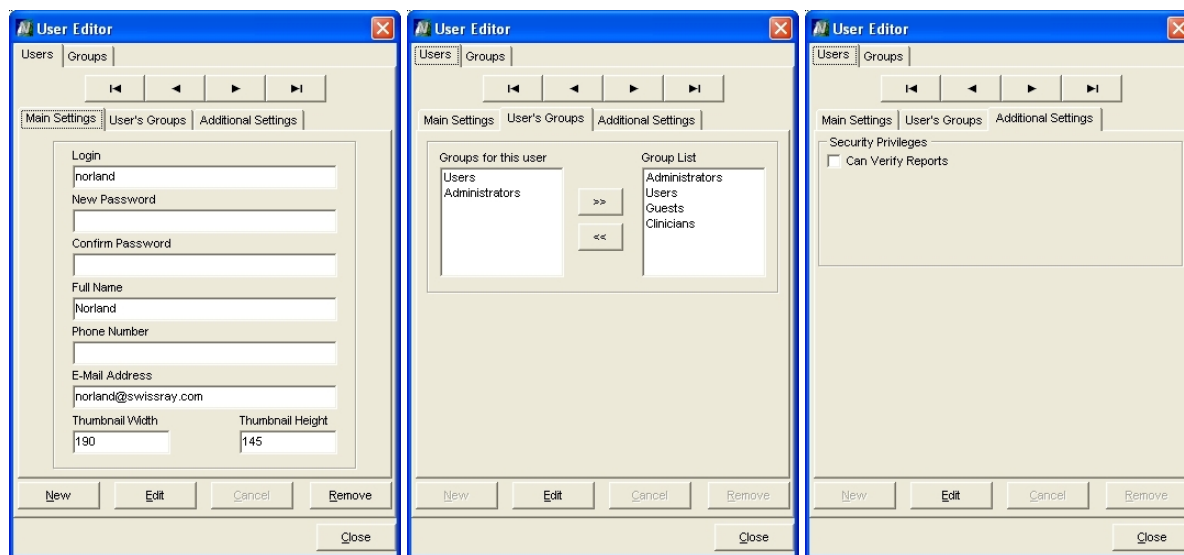 User Editor
Users Groups
Main Settings User's Groups Additional Settings
Login
norland
New Password
Confirm Password
Full Name
Norland
Phone Number
E-Mail Address
norland@swissray.com
Thumbnail Width Thumbnail Height
190 145
New Edit Cancel Remove
Close
User Editor
Users Groups
Main Settings User's Groups Additional Settings
Groups for this user Group List
Users Administrators
Administrators Users
>> Guests
<< Clinicians
New Edit Cancel Remove
Close
User Editor
Users Groups
Main Settings User's Groups Additional Settings
Security Privileges
Can Verify Reports
New Edit Cancel Remove
Close